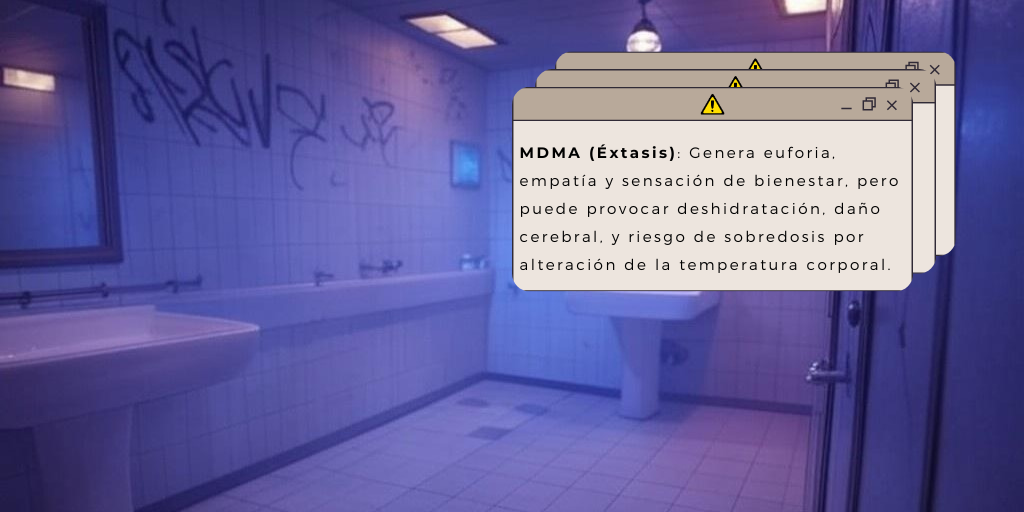 MDMA (Éxtasis): Genera euforia,
empatía y sensación de bienestar, pero
puede provocar deshidratación, daño
cerebral, y riesgo de sobredosis por
alteración de la temperatura corporal.